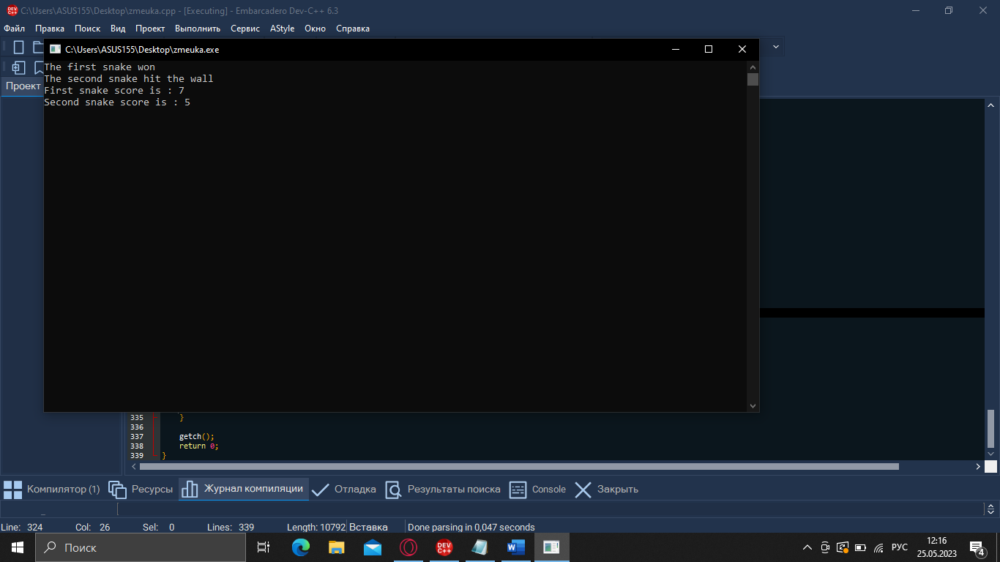 C:\Users\ASUS155\Desktop\zmeuka.cpp - [Executing] - Embarcadero Dev-C++ 6.3
Файл Правка Поиск Вид Проект Выполнить Сервис AStyle Окно Справка
C:\Users\ASUS155\Desktop\zmeuka.exe
Проект
The first snake won
The second snake hit the wall
First snake score is : 7
Second snake score is : 5
335 }
336
337 getch();
338 return 0;
339 }
Компилятор (1) Ресурсы Журнал компиляции Отладка Результаты поиска Console Закрыть
Line: 324 Col: 26 Sel: 0 Lines: 339 Length: 10792 Вставка Done parsing in 0,047 seconds
Поиск
DEV C++
РУС
12:16
25.05.2023
4